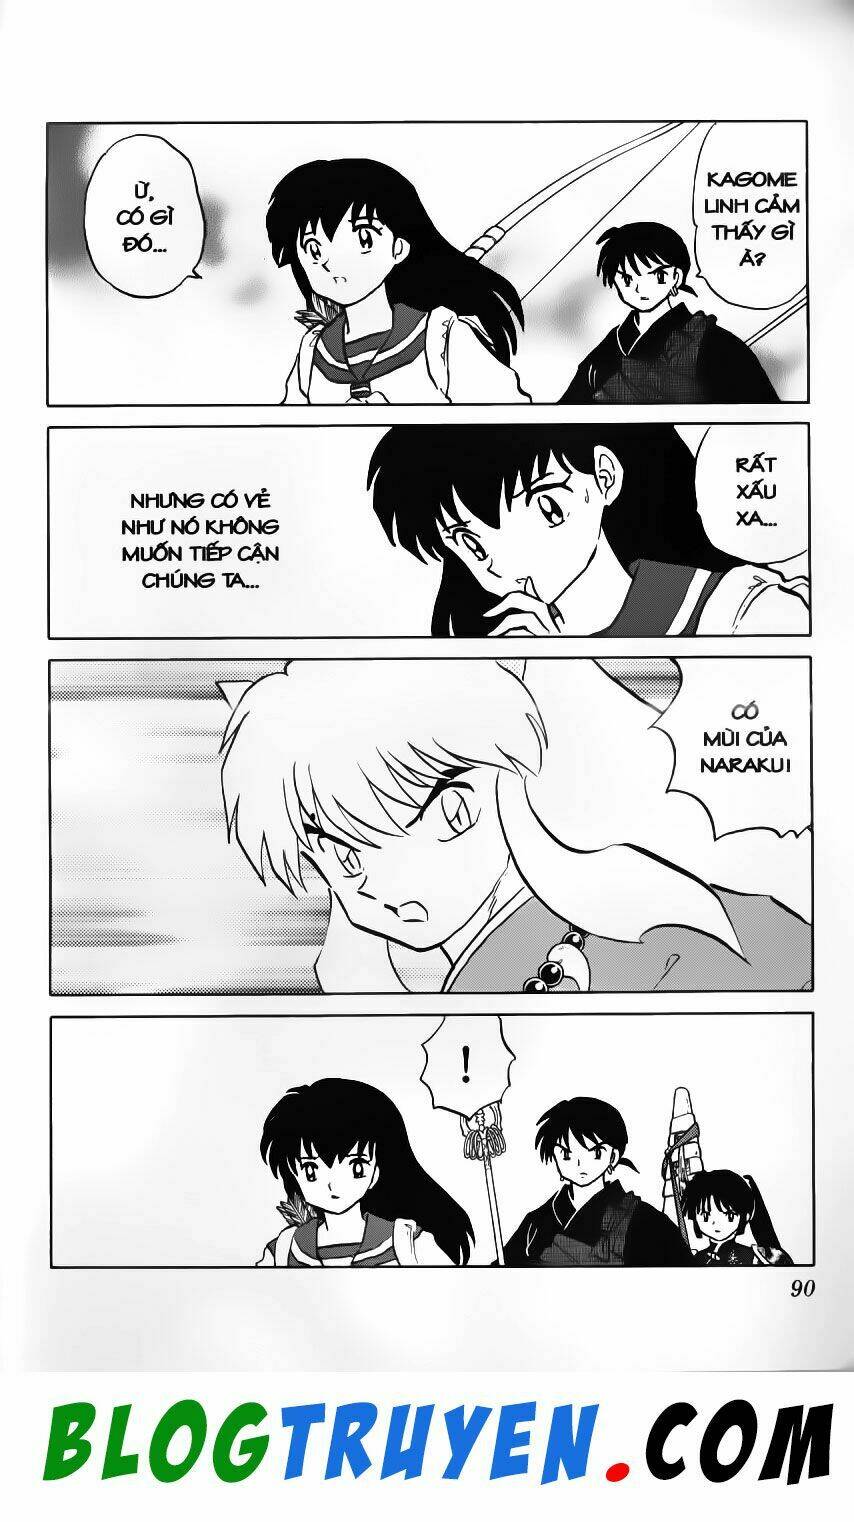 KAGOME
LINH CẢM
THẤY GÌ
À?
Ừ,
CÓ GÌ
ĐÓ...
RẤT
XẤU
XA...
NHƯNG CÓ VẺ
NHƯ NÓ KHÔNG
MUỐN TIẾP CẬN
CHÚNG TA...
CÓ
MÙI CỦA
NARAKU!
!
90
BLOGTRUYEN.COM